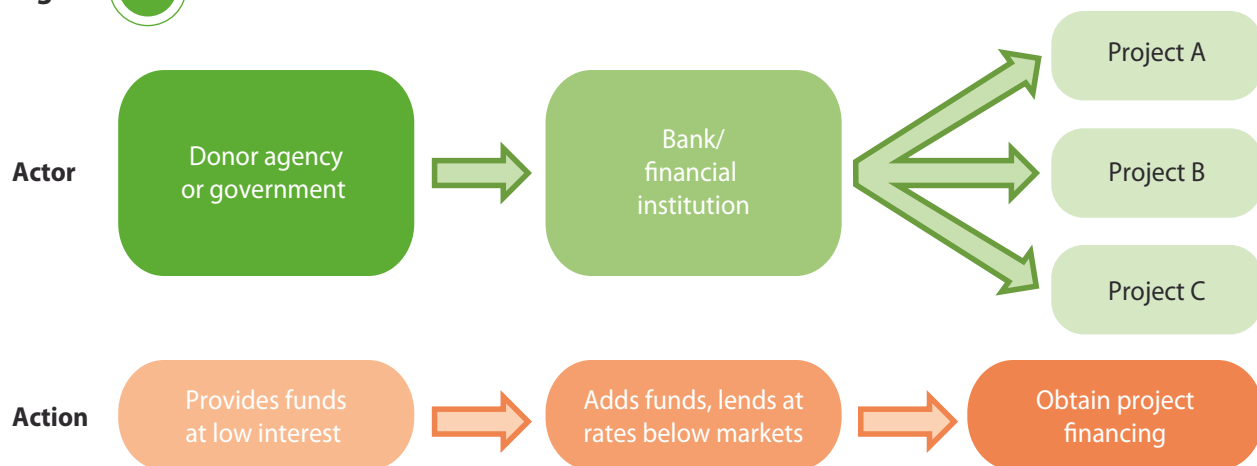 Project A
Actor
Donor agency
or government
Bank/
financial
institution
Project B
Project C
Action
Provides funds
at low interest
Adds funds, lends at
rates below markets
Obtain project
financing